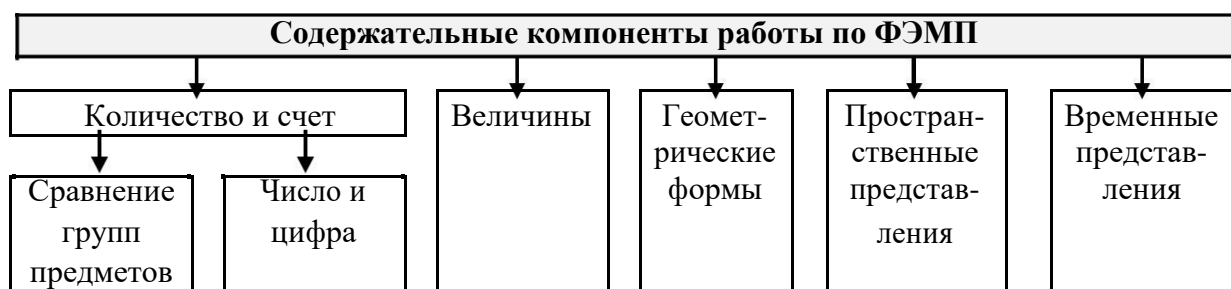 Содержательные компоненты работы по ФЭМП
Количество и счет
Сравнение
групп
предметов
Число и
цифра
Величины
Геомет-
рические
формы
Простран-
ственные
представ-
ления
Временные
представ-
ления